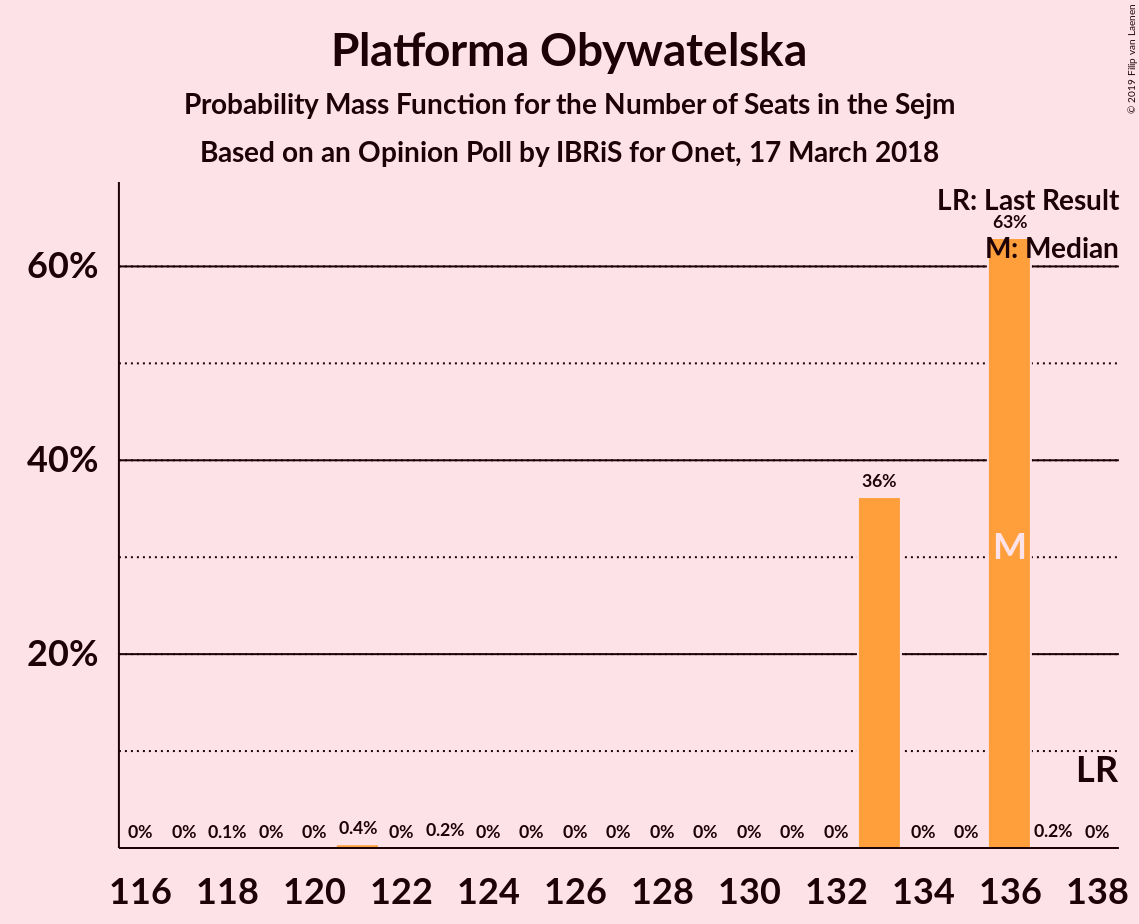 Platforma Obywatelska
Probability Mass Function for the Number of Seats in the Sejm
Based on an Opinion Poll by IBRiS for Onet, 17 March 2018
© 2019 Filip van Laenen
LR: Last Result
63%
M: Median
60%
40%
36%
M
20%
LR
0% 0% 0.1% 0% 0% 0.4% 0% 0.2% 0% 0% 0% 0% 0% 0% 0% 0% 0% 0% 0% 0.2% 0%
116 118 120 122 124 126 128 130 132 134 136 138